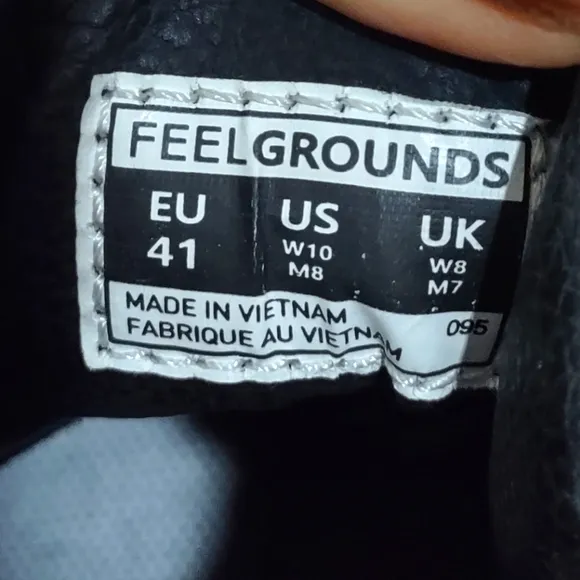 FEELGROUNDS
EU US UK
41 W10 W8
M8 M7
MADE IN VIETNAM
FABRIQUE AU VIETNAM 095